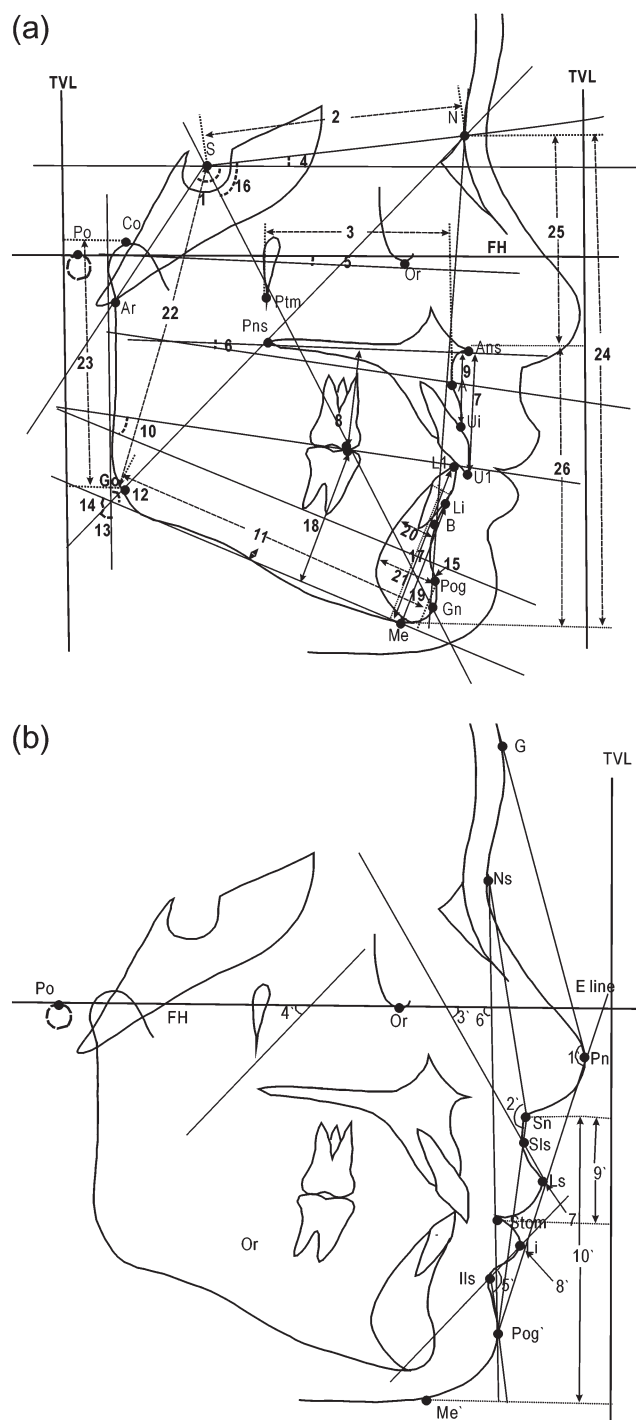 (a)
TVL
TVL
2
N
S
4
16
1
25
Po
Co
3
FH
5
Or
Ptm
Ar
22
Pns
6
Ans
23
24
9
7
A
8
Ui
10
26
L1
U1
Go
12
14
13
11
18
Li
20
B
17
21
15
Pog
19
Gn
Me
(b)
G
TVL
Ns
Po
E line
FH
4`
Or
3`
6`
1`
Pn
2`
Sn
Sls
9`
Ls
Stom
7`
Or
Li
10`
8`
Ils
5`
Pog`
Me`